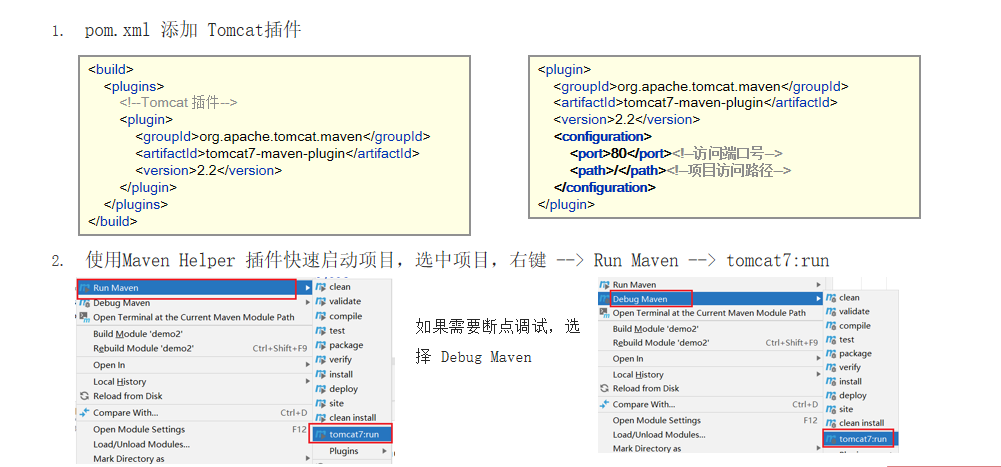 1. pom.xml 添加 Tomcat插件
<build>
<plugins>
<!--Tomcat 插件-->
<plugin>
<groupId>org.apache.tomcat.maven</groupId>
<artifactId>tomcat7-maven-plugin</artifactId>
<version>2.2</version>
</plugin>
</plugins>
</build>
<plugin>
<groupId>org.apache.tomcat.maven</groupId>
<artifactId>tomcat7-maven-plugin</artifactId>
<version>2.2</version>
<configuration>
<port>80</port><!--访问端口号-->
<path>/</path><!--项目访问路径-->
</configuration>
</plugin>
2. 使用Maven Helper 插件快速启动项目，选中项目，右键 --> Run Maven --> tomcat7:run
Run Maven
Debug Maven
Open Terminal at the Current Maven Module Path
Build Module 'demo2'
Rebuild Module 'demo2' Ctrl+Shift+F9
Open In
Local History
Reload from Disk
Compare With... Ctrl+D
Open Module Settings F12
Load/Unload Modules...
Mark Directory as
clean
validate
compile
test
package
verify
install
deploy
site
clean install
tomcat7:run
Plugins
如果需要断点调试，选
择 Debug Maven
Run Maven
Debug Maven
Open Terminal at the Current Maven Module Path
Build Module 'demo2'
Rebuild Module 'demo2' Ctrl+Shift+F9
Open In
Local History
Reload from Disk
Compare With... Ctrl+D
Open Module Settings F12
Load/Unload Modules...
Mark Directory as
clean
validate
compile
test
package
verify
install
deploy
site
clean install
tomcat7:run